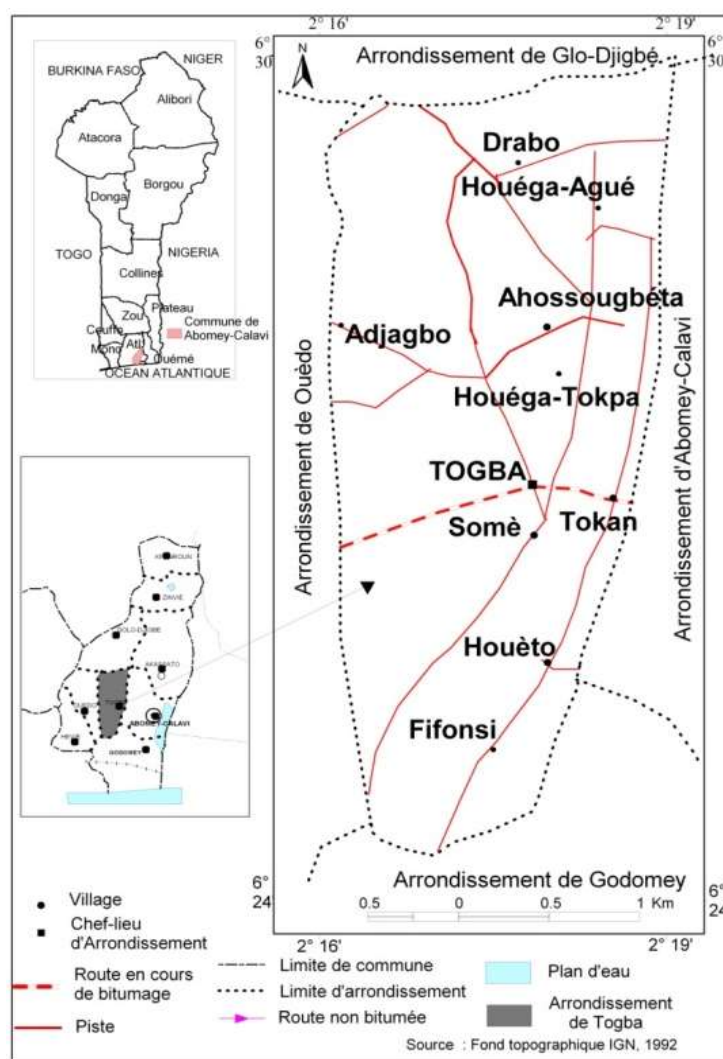 NIGER
BURKINA FASO
Alibori
Atacora
Borgou
Donga
TOGO
NIGERIA
Collines
Plateau
Zou
Commune de
Abomey-Calavi
Couffo
Mono
Atl
Ouémé
OCEAN ATLANTIQUE
ZINVIE
AKASSATO
ABOMEY-CALAVI
GODOMEY
2° 16'
2° 19'
6°
30
6°
30
N
Arrondissement de Glo-Djigbé
Drabo
Houéga-Agué
Ahossougbéta
Adjagbo
Houéga-Tokpa
TOGBA
Somè
Tokan
Houèto
Fifonsi
Arrondissement de Ouèdo
Arrondissement d'Abomey-Calavi
Arrondissement de Godomey
0.5 0 0.5 1 Km
6°
24
6°
24
2° 16'
2° 19'
Village
Chef-lieu
d'Arrondissement
Route en cours
de bitumage
Piste
Limite de commune
Limite d'arrondissement
Route non bitumée
Plan d'eau
Arrondissement
de Togba
Source : Fond topographique IGN, 1992